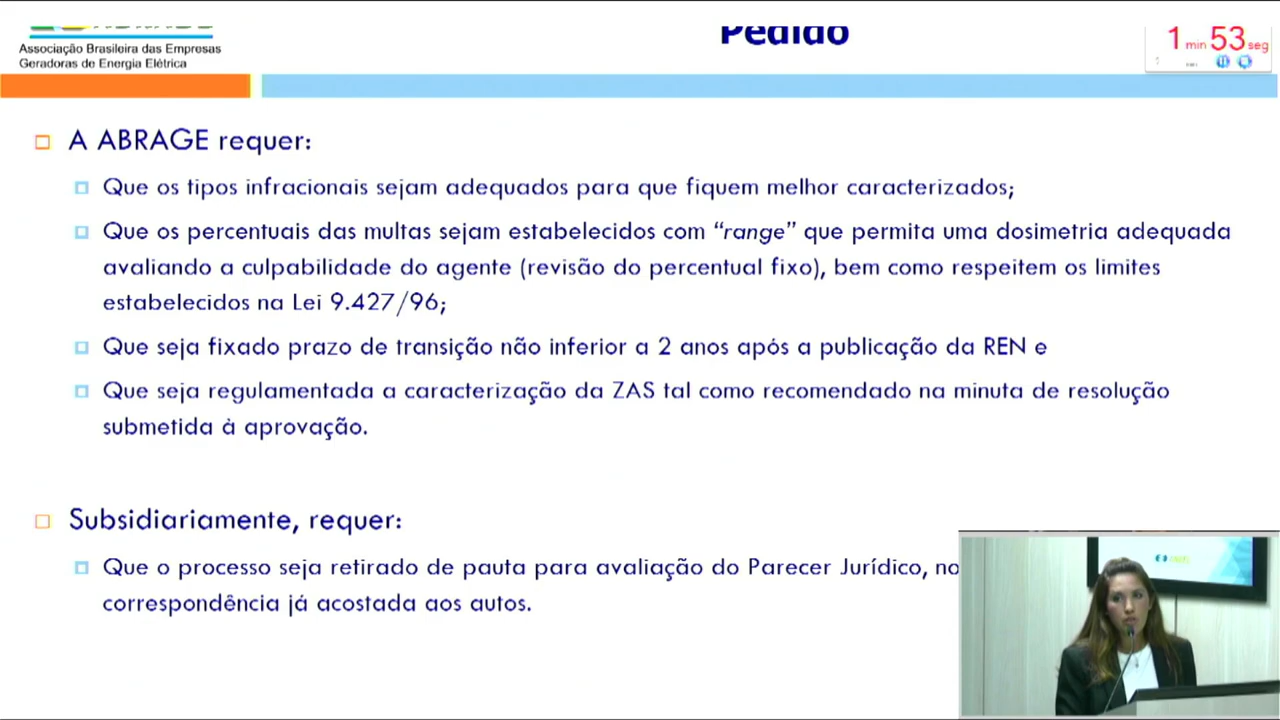 Pedido
1 min 53 seg
Associação Brasileira das Empresas
Geradoras de Energia Elétrica
A ABRAGE requer:
Que os tipos infracionais sejam adequados para que fiquem melhor caracterizados;
Que os percentuais das multas sejam estabelecidos com “range” que permita uma dosimetria adequada
avaliando a culpabilidade do agente (revisão do percentual fixo), bem como respeitem os limites
estabelecidos na Lei 9.427/96;
Que seja fixado prazo de transição não inferior a 2 anos após a publicação da REN e
Que seja regulamentada a caracterização da ZAS tal como recomendado na minuta de resolução
submetida à aprovação.
Subsidiariamente, requer:
Que o processo seja retirado de pauta para avaliação do Parecer Jurídico, no
correspondência já acostada aos autos.